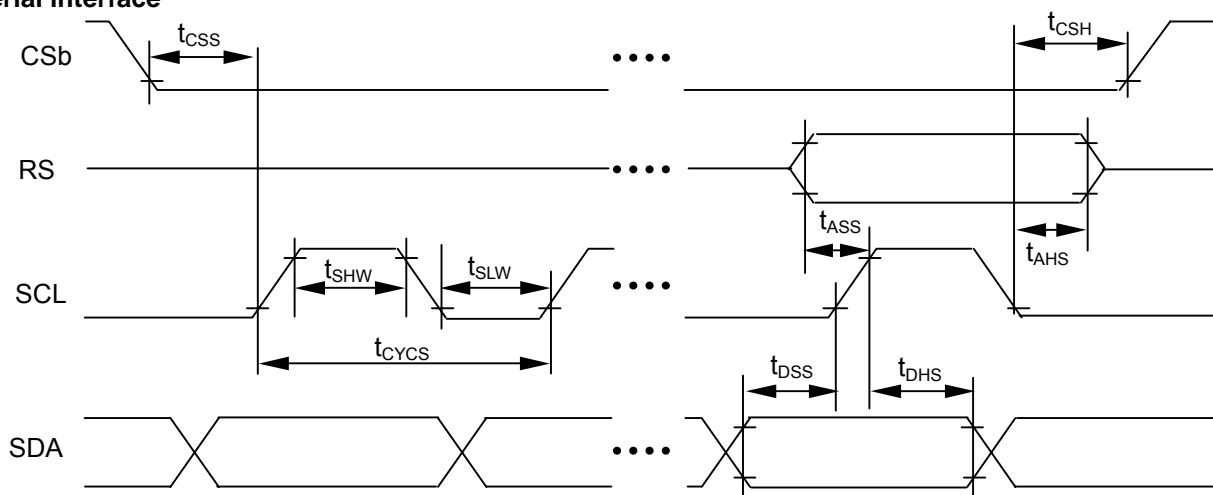 erial Interface
CSb
tCSS
tCSH
RS
tASS
tAHS
SCL
tSHW
tSLW
tCYCS
tDSS
tDHS
SDA